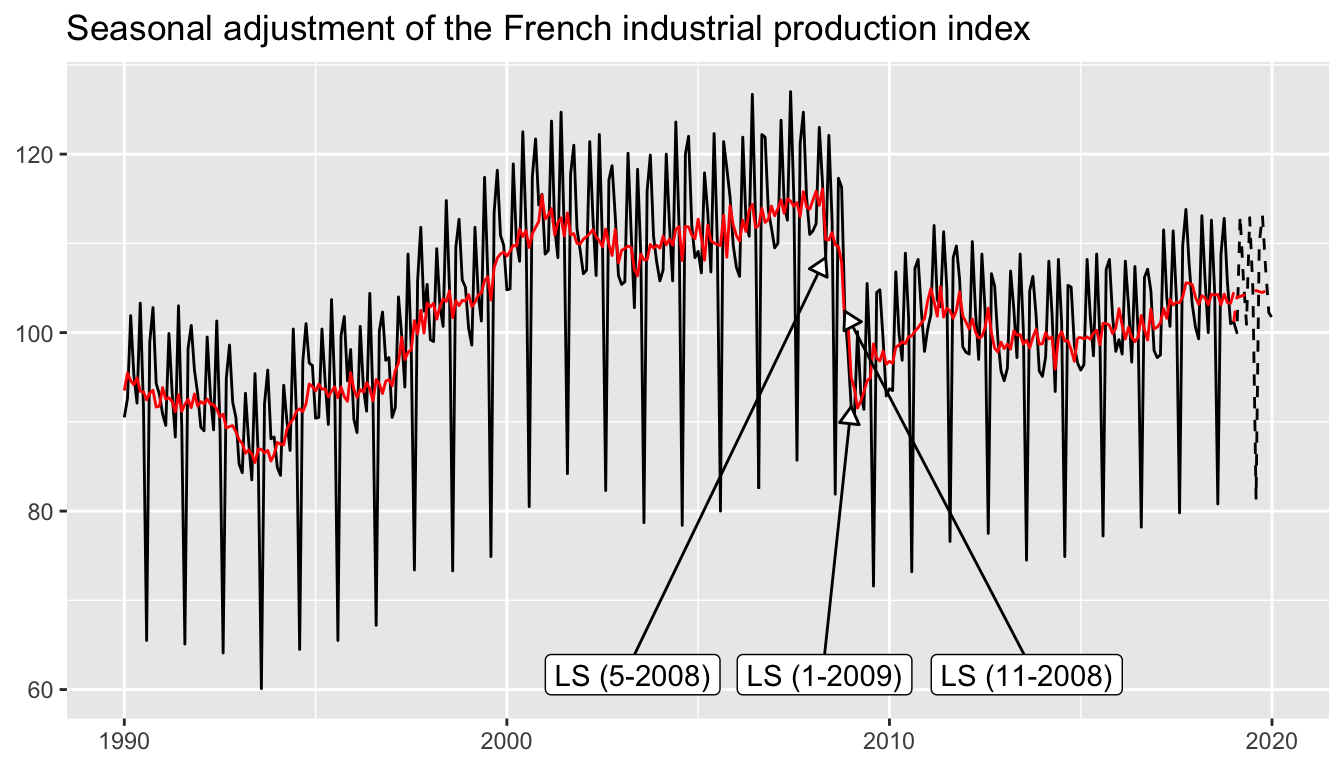 Seasonal adjustment of the French industrial production index
120
100
80
60
LS (5-2008)
LS (1-2009)
LS (11-2008)
1990
2000
2010
2020